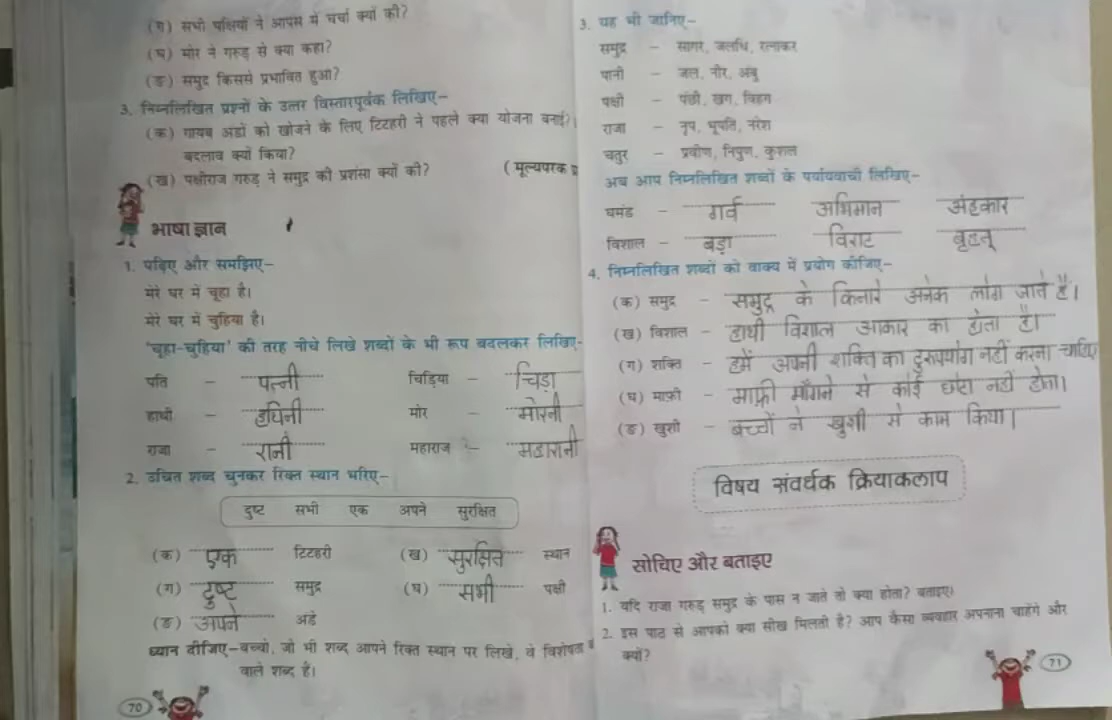 (ग) सभी पक्षियों ने आपस में चर्चा क्यों की?
(घ) मोर ने गरुड़ से क्या कहा?
(ङ) समुद्र किससे प्रभावित हुआ?
3. निम्नलिखित प्रश्नों के उत्तर विस्तारपूर्वक लिखिए-
(क) गायब अंडों को खोजने के लिए टिटहरी ने पहले क्या योजना बनाई?
बदलाव क्यों किया?
(ख) पक्षीराज गरुड़ ने समुद्र की प्रशंसा क्यों की? (मूल्यपरक
भाषा ज्ञान
1. पढ़िए और समझिए-
मेरे घर में चूहा है।
मेरे घर में चुहिया है।
'चूहा-चुहिया' की तरह नीचे लिखे शब्दों के भी रूप बदलकर लिखिए-
पति - पत्नी चिड़िया - चिड़ा
हाथी - हथिनी मोर - मोरनी
राजा - रानी महाराज - महारानी
2. उचित शब्द चुनकर रिक्त स्थान भरिए-
दुष्ट सभी एक अपने सुरक्षित
(क) एक टिटहरी (ख) सुरक्षित स्थान
(ग) दुष्ट समुद्र (घ) सभी पक्षी
(ङ) अपने अंडे
ध्यान दीजिए-बच्चो, जो भी शब्द आपने रिक्त स्थान पर लिखे, वे विशेषता
वाले शब्द हैं।
70
3. यह भी जानिए-
समुद्र - सागर, जलधि, रत्नाकर
पानी - जल, नीर, अंबु
पक्षी - पंछी, खग, विहग
राजा - नृप, भूपति, नरेश
चतुर - प्रवीण, निपुण, कुशल
अब आप निम्नलिखित शब्दों के पर्यायवाची लिखिए-
घमंड - गर्व अभिमान अंहकार
विशाल - बड़ा विराट बृहत्
4. निम्नलिखित शब्दों को वाक्य में प्रयोग कीजिए-
(क) समुद्र - समुद्र के किनारे अनेक लोग जाते हैं।
(ख) विशाल - हाथी विशाल आकार का होता है।
(ग) शक्ति - हमें अपनी शक्ति का दुरुपयोग नहीं करना चाहिए
(घ) माफ़ी - माफ़ी माँगने से कोई छोटा नहीं होता।
(ङ) खुशी - बच्चों ने खुशी से काम किया।
विषय संवर्धक क्रियाकलाप
सोचिए और बताइए
1. यदि राजा गरुड़ समुद्र के पास न जाते तो क्या होता? बताइए।
2. इस पाठ से आपको क्या सीख मिलती है? आप कैसा व्यवहार अपनाना चाहेंगे और
क्यों?
71